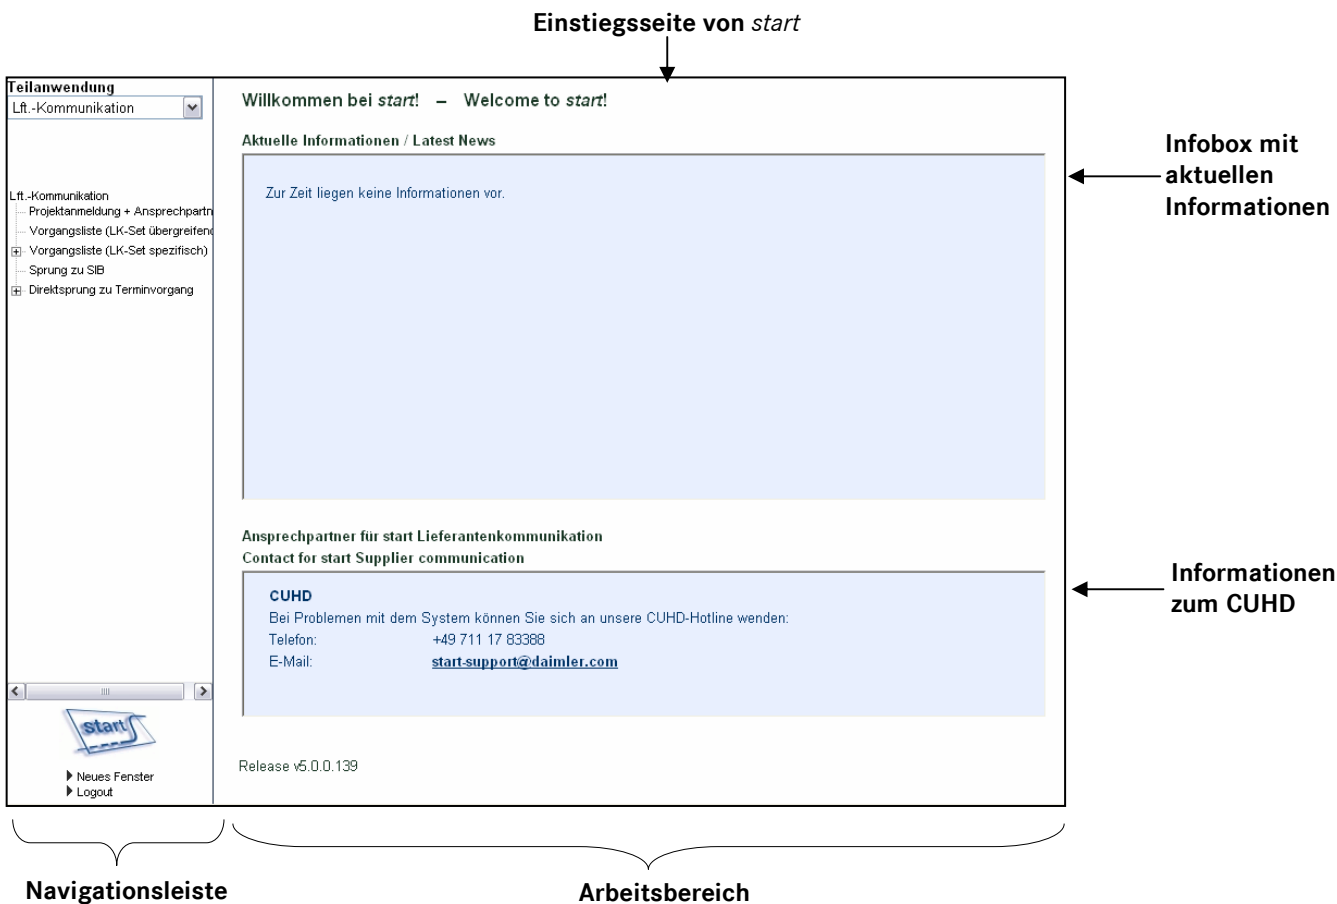 Einstiegsseite von start
Teilanwendung
Lft.-Kommunikation
Lft.-Kommunikation
Projektanmeldung + Ansprechpartn
Vorgangsliste (LK-Set übergreifend
Vorgangsliste (LK-Set spezifisch)
Sprung zu SIB
Direktsprung zu Terminvorgang
start
Neues Fenster
Logout
Willkommen bei start! – Welcome to start!
Aktuelle Informationen / Latest News
Zur Zeit liegen keine Informationen vor.
Ansprechpartner für start Lieferantenkommunikation
Contact for start Supplier communication
CUHD
Bei Problemen mit dem System können Sie sich an unsere CUHD-Hotline wenden:
Telefon: +49 711 17 83388
E-Mail: start-support@daimler.com
Release v5.0.0.139
Infobox mit
aktuellen
Informationen
Informationen
zum CUHD
Navigationsleiste
Arbeitsbereich